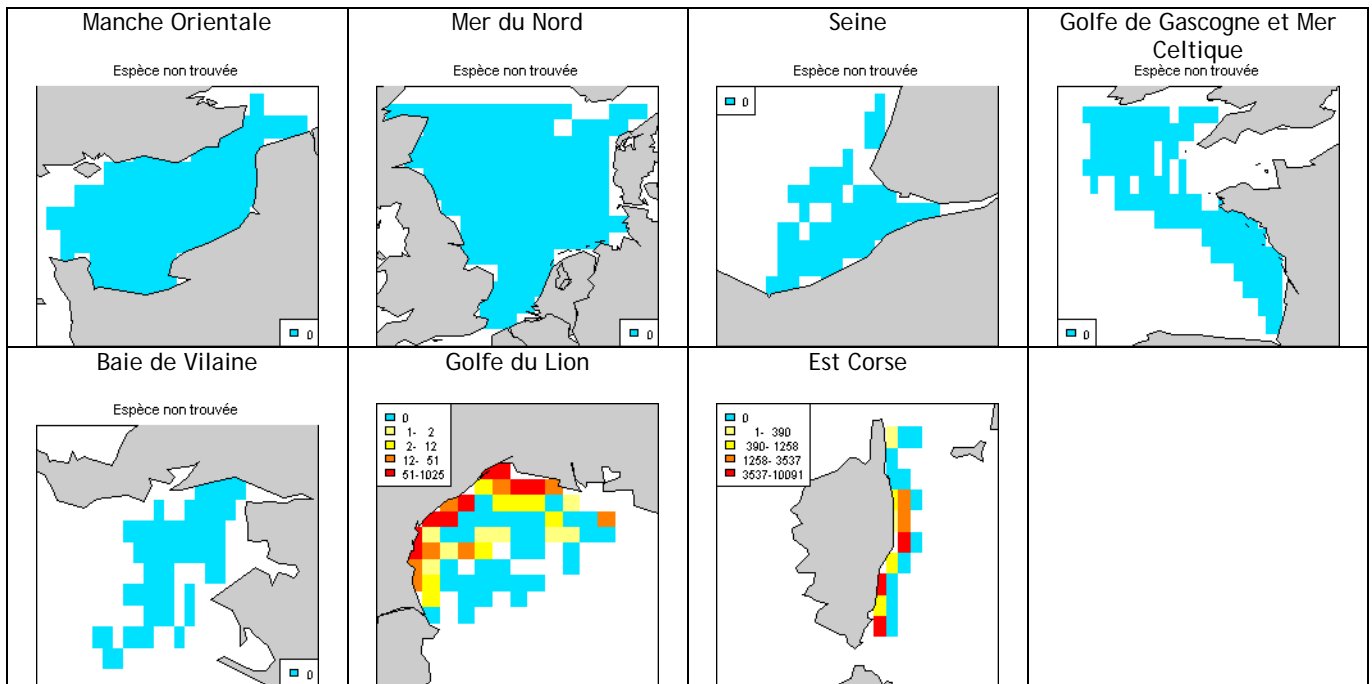 Manche Orientale
Espèce non trouvée
0
Mer du Nord
Espèce non trouvée
0
Seine
Espèce non trouvée
0
Golfe de Gascogne et Mer
Celtique
Espèce non trouvée
0
Baie de Vilaine
Espèce non trouvée
0
Golfe du Lion
0
1- 2
2- 12
12- 51
51-1025
Est Corse
0
1- 390
390- 1258
1258- 3537
3537-10091